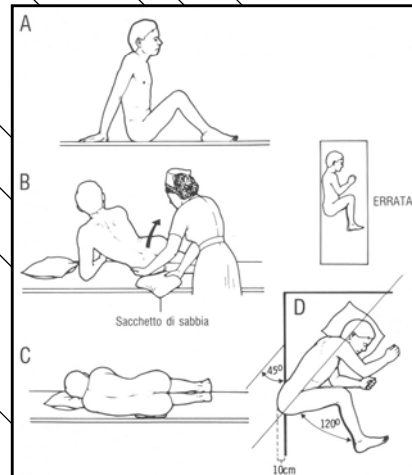 A
B
ERRATA
Sacchetto di sabbia
D
C
45º
120º
10cm